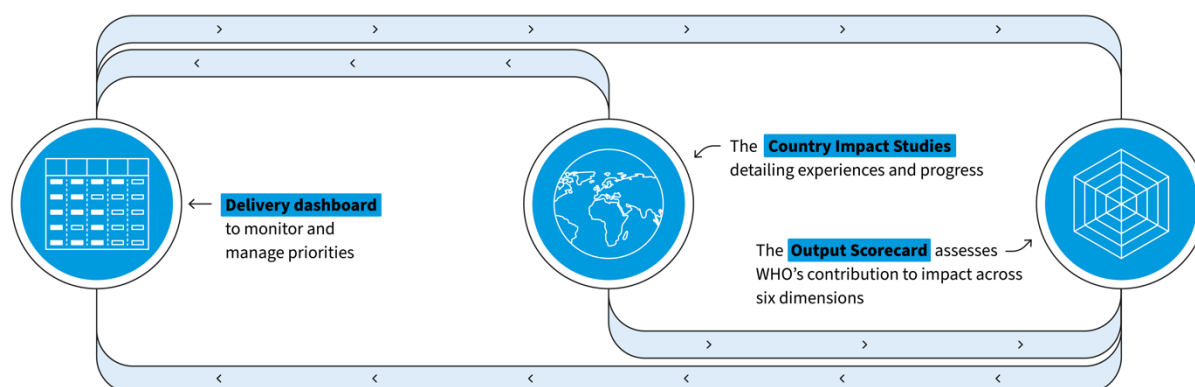 Delivery dashboard
to monitor and
manage priorities
The Country Impact Studies
detailing experiences and progress
The Output Scorecard assesses
WHO’s contribution to impact across
six dimensions